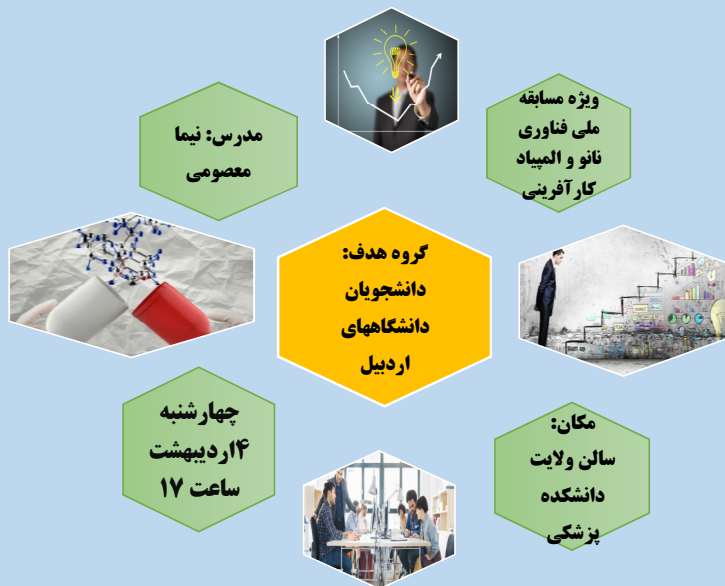 ویژه مسابقه
ملی فناوری
نانو و المپیاد
کارآفرینی
مدرس: نیما
معصومی
گروه هدف:
دانشجویان
دانشگاههای
اردبیل
مکان:
سالن ولایت
دانشکده
پزشکی
چهارشنبه
۴اردیبهشت
ساعت ۱۷